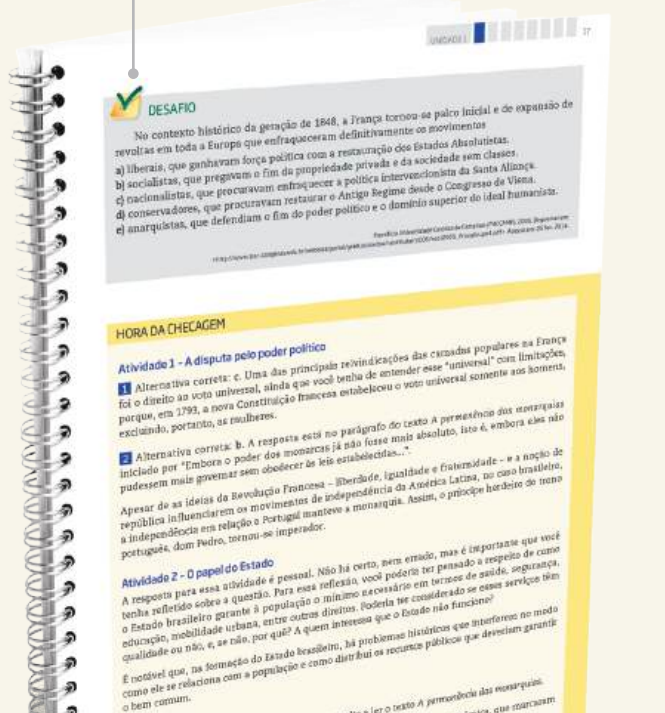 UNIDADE 1
17
DESAFIO
No contexto histórico da geração de 1848, a França tornou-se palco inicial e de expansão de
revoltas em toda a Europa que enfraqueceram definitivamente os movimentos
a) liberais, que ganhavam força política com a restauração dos Estados Absolutistas.
b) socialistas, que pregavam o fim da propriedade privada e da sociedade sem classes.
c) nacionalistas, que procuravam enfraquecer a política intervencionista da Santa Aliança.
d) conservadores, que procuravam restaurar o Antigo Regime desde o Congresso de Viena.
e) anarquistas, que defendiam o fim do poder político e o domínio superior do ideal humanista.
HORA DA CHECAGEM
Atividade 1 – A disputa pelo poder político
1 Alternativa correta: c. Uma das principais reivindicações das camadas populares na França
foi o direito ao voto universal, ainda que você tenha de entender esse "universal" com limitações,
porque, em 1793, a nova Constituição francesa estabeleceu o voto universal somente aos homens,
excluindo, portanto, as mulheres.
2 Alternativa correta: b. A resposta está no parágrafo do texto A permanência das monarquias
iniciado por "Embora o poder dos monarcas já não fosse mais absoluto, isto é, embora eles não
pudessem mais governar sem obedecer às leis estabelecidas...".
Apesar de as ideias da Revolução Francesa – liberdade, igualdade e fraternidade – e a noção de
república influenciarem os movimentos de independência da América Latina, no caso brasileiro,
a independência em relação a Portugal manteve a monarquia. Assim, o príncipe herdeiro do trono
português, dom Pedro, tornou-se imperador.
Atividade 2 – O papel do Estado
A resposta para essa atividade é pessoal. Não há certo, nem errado, mas é importante que você
tenha refletido sobre a questão. Para essa reflexão, você poderia ter pensado a respeito de como
o Estado brasileiro garante à população o mínimo necessário em termos de saúde, segurança,
educação, mobilidade urbana, entre outros direitos. Poderia ter considerado se esses serviços têm
qualidade ou não, e, se não, por quê? A quem interessa que o Estado não funcione?
É notável que, na formação do Estado brasileiro, há problemas históricos que interferem no modo
como ele se relaciona com a população e como distribui os recursos públicos que deveriam garantir
o bem comum.
ler o texto A permanência das monarquias.
que marcaram